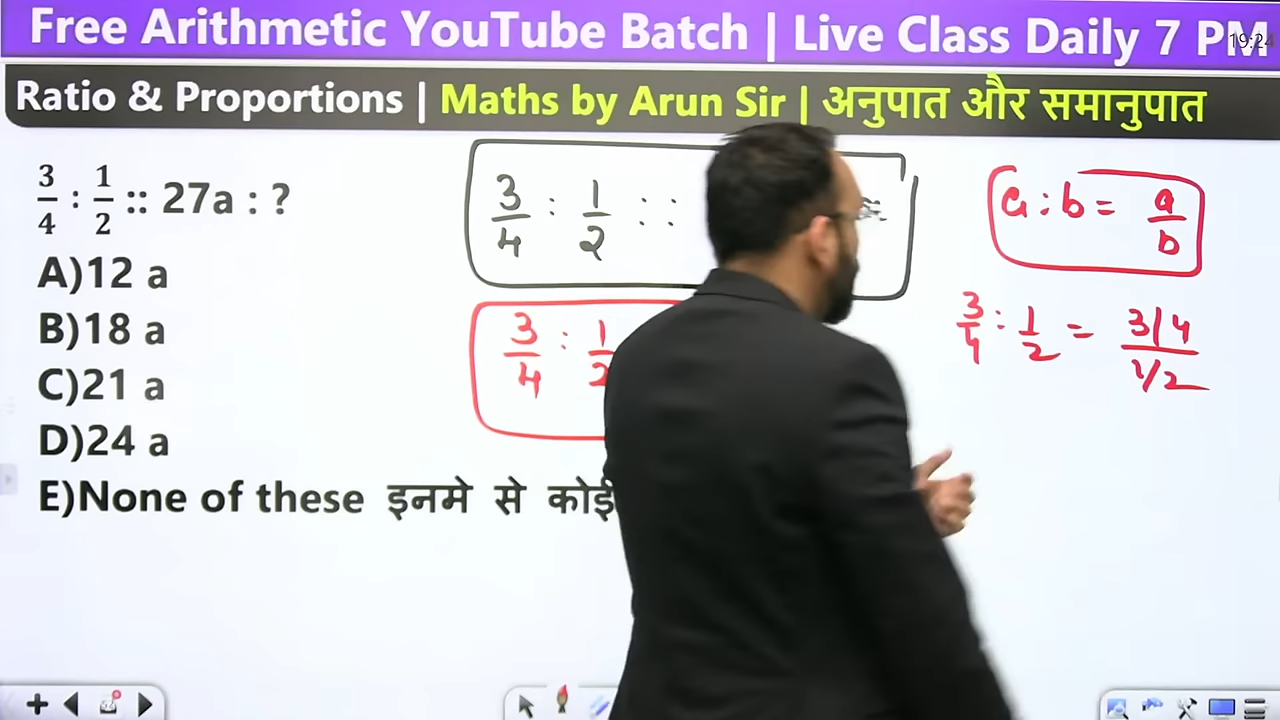 Free Arithmetic YouTube Batch | Live Class Daily 7 PM
19:24
Ratio & Proportions | Maths by Arun Sir | अनुपात और समानुपात
3/4 : 1/2 :: 27a : ?
A)12 a
B)18 a
C)21 a
D)24 a
E)None of these इनमे से कोई
3/4 : 1/2 ::
3/4 : 1/2
a : b = a/b
3/4 : 1/2 = 3/4 / 1/2